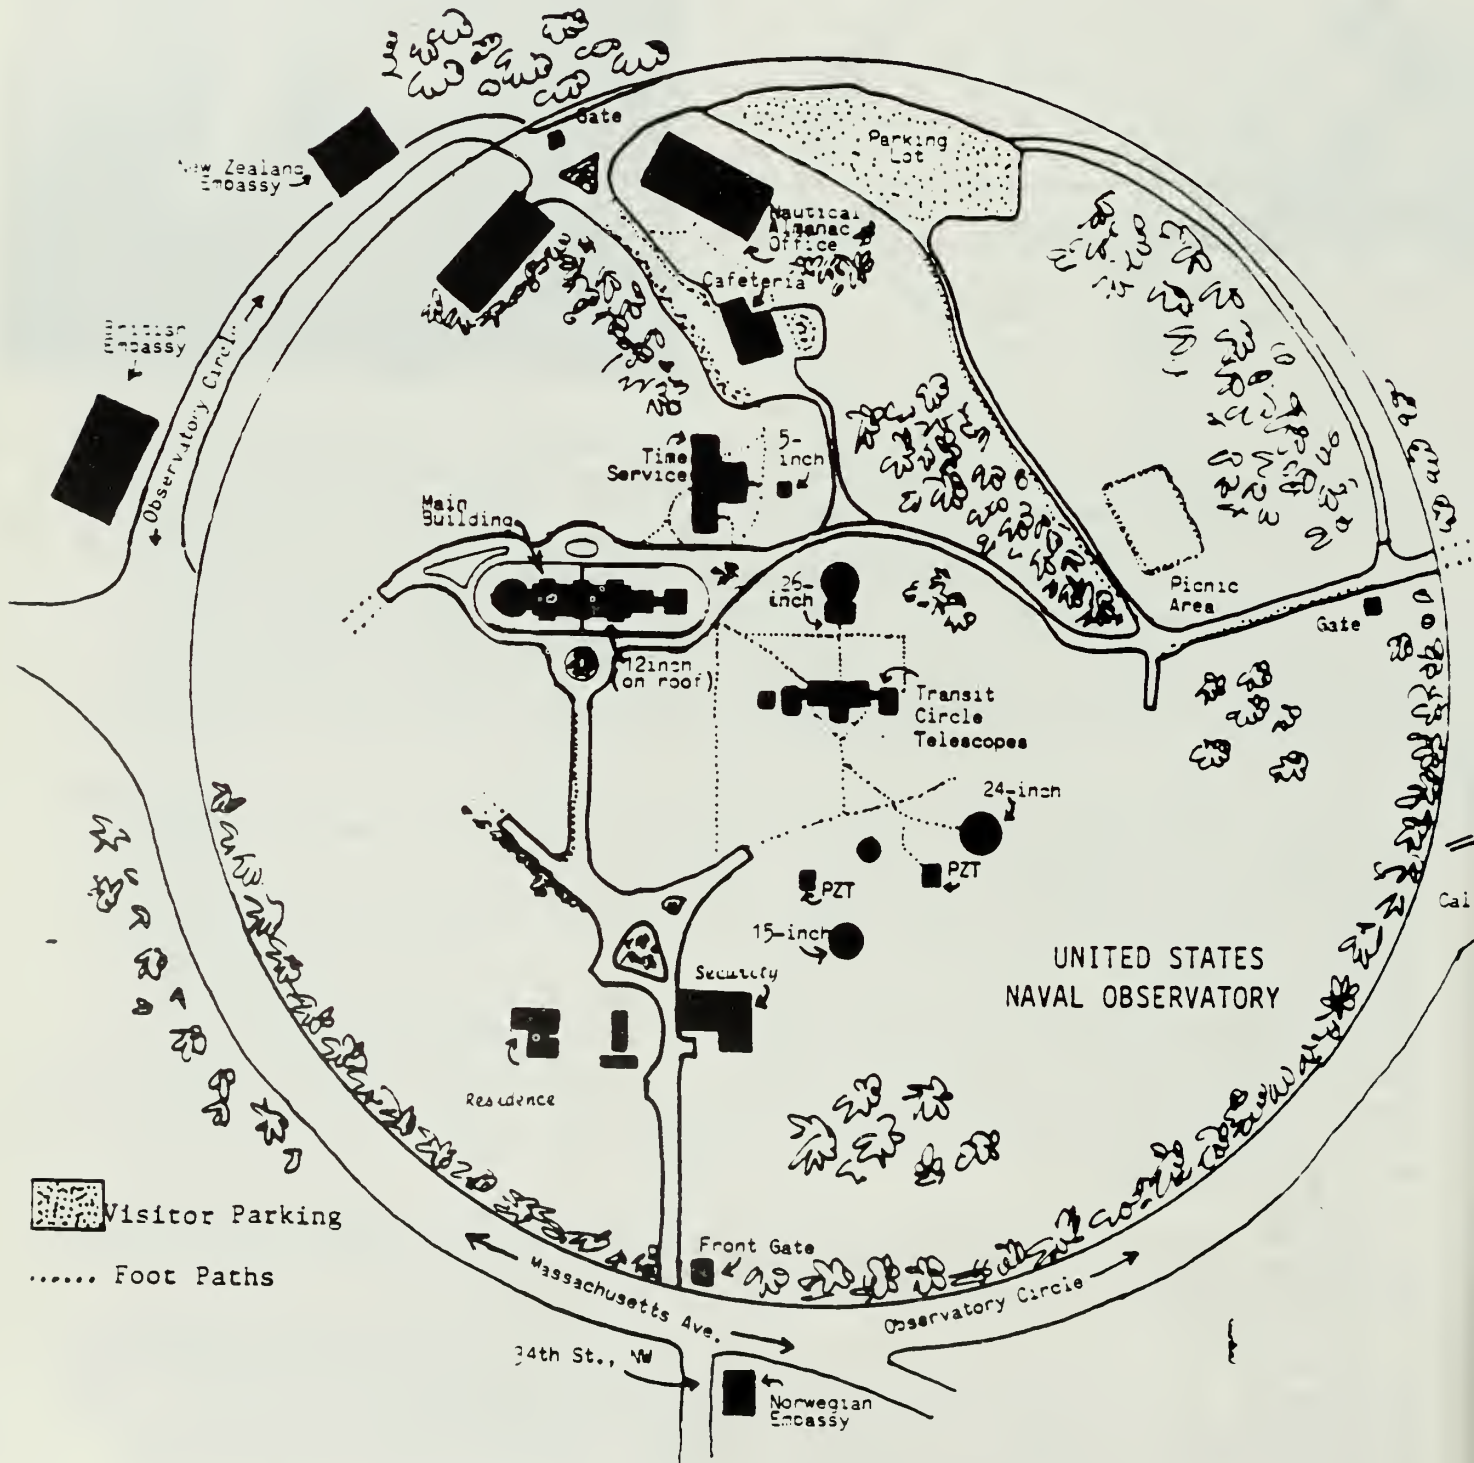 Gate
Parking
Lot
New Zealand
Embassy
Nautical
Almanac
Office
Cafeteria
British
Embassy
Observatory Circle
5-
inch
Time
Service
Main
Building
26-
inch
Picnic
Area
Gate
12inch
(on roof)
Transit
Circle
Telescopes
24-inch
PZT
PZT
15-inch
Cal
UNITED STATES
NAVAL OBSERVATORY
Security
Residence
Visitor Parking
...... Foot Paths
Front Gate
Massachusetts Ave.
Observatory Circle
34th St., NW
Norwegian
Embassy